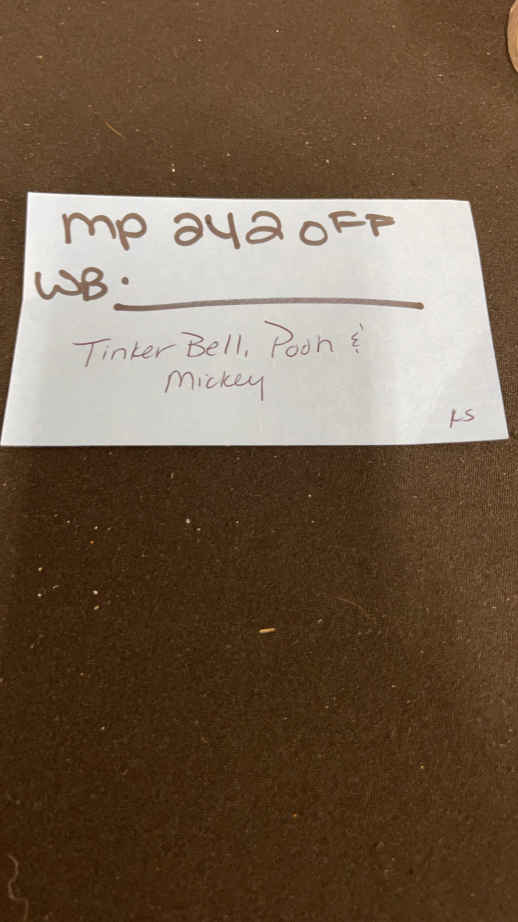 MP 242 OFF
WB:
Tinker Bell, Pooh &
Mickey
KS